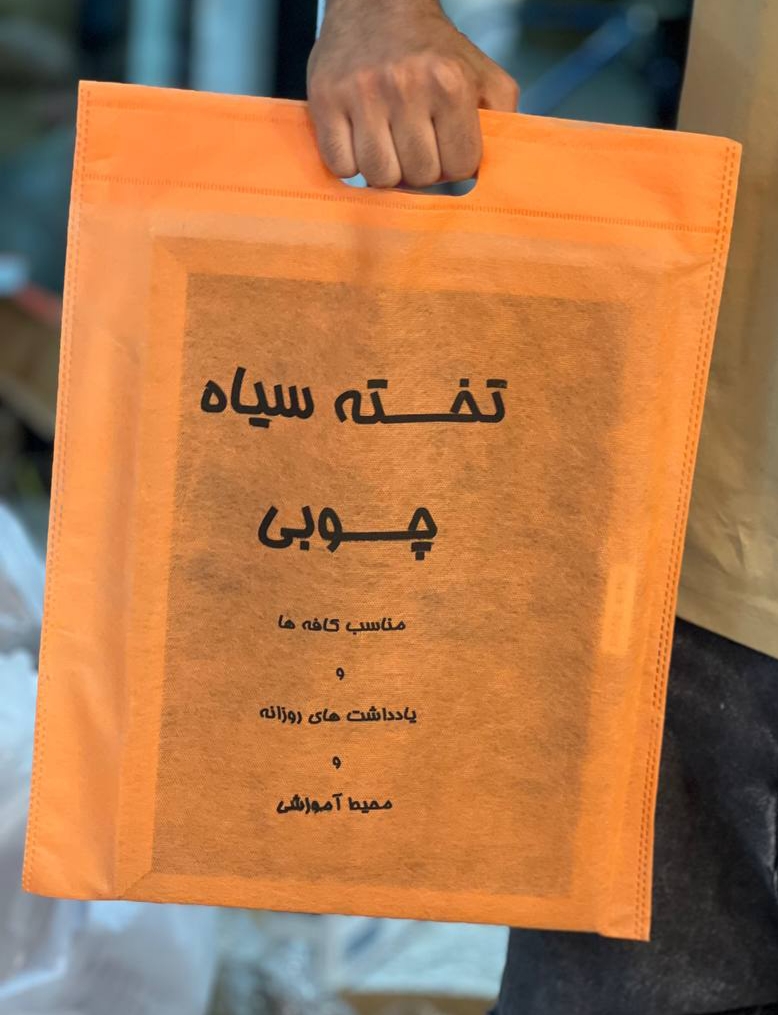 تخته سیاه
چوبی
مناسب کافه ها
و
یادداشت های روزانه
و
محیط آموزشی